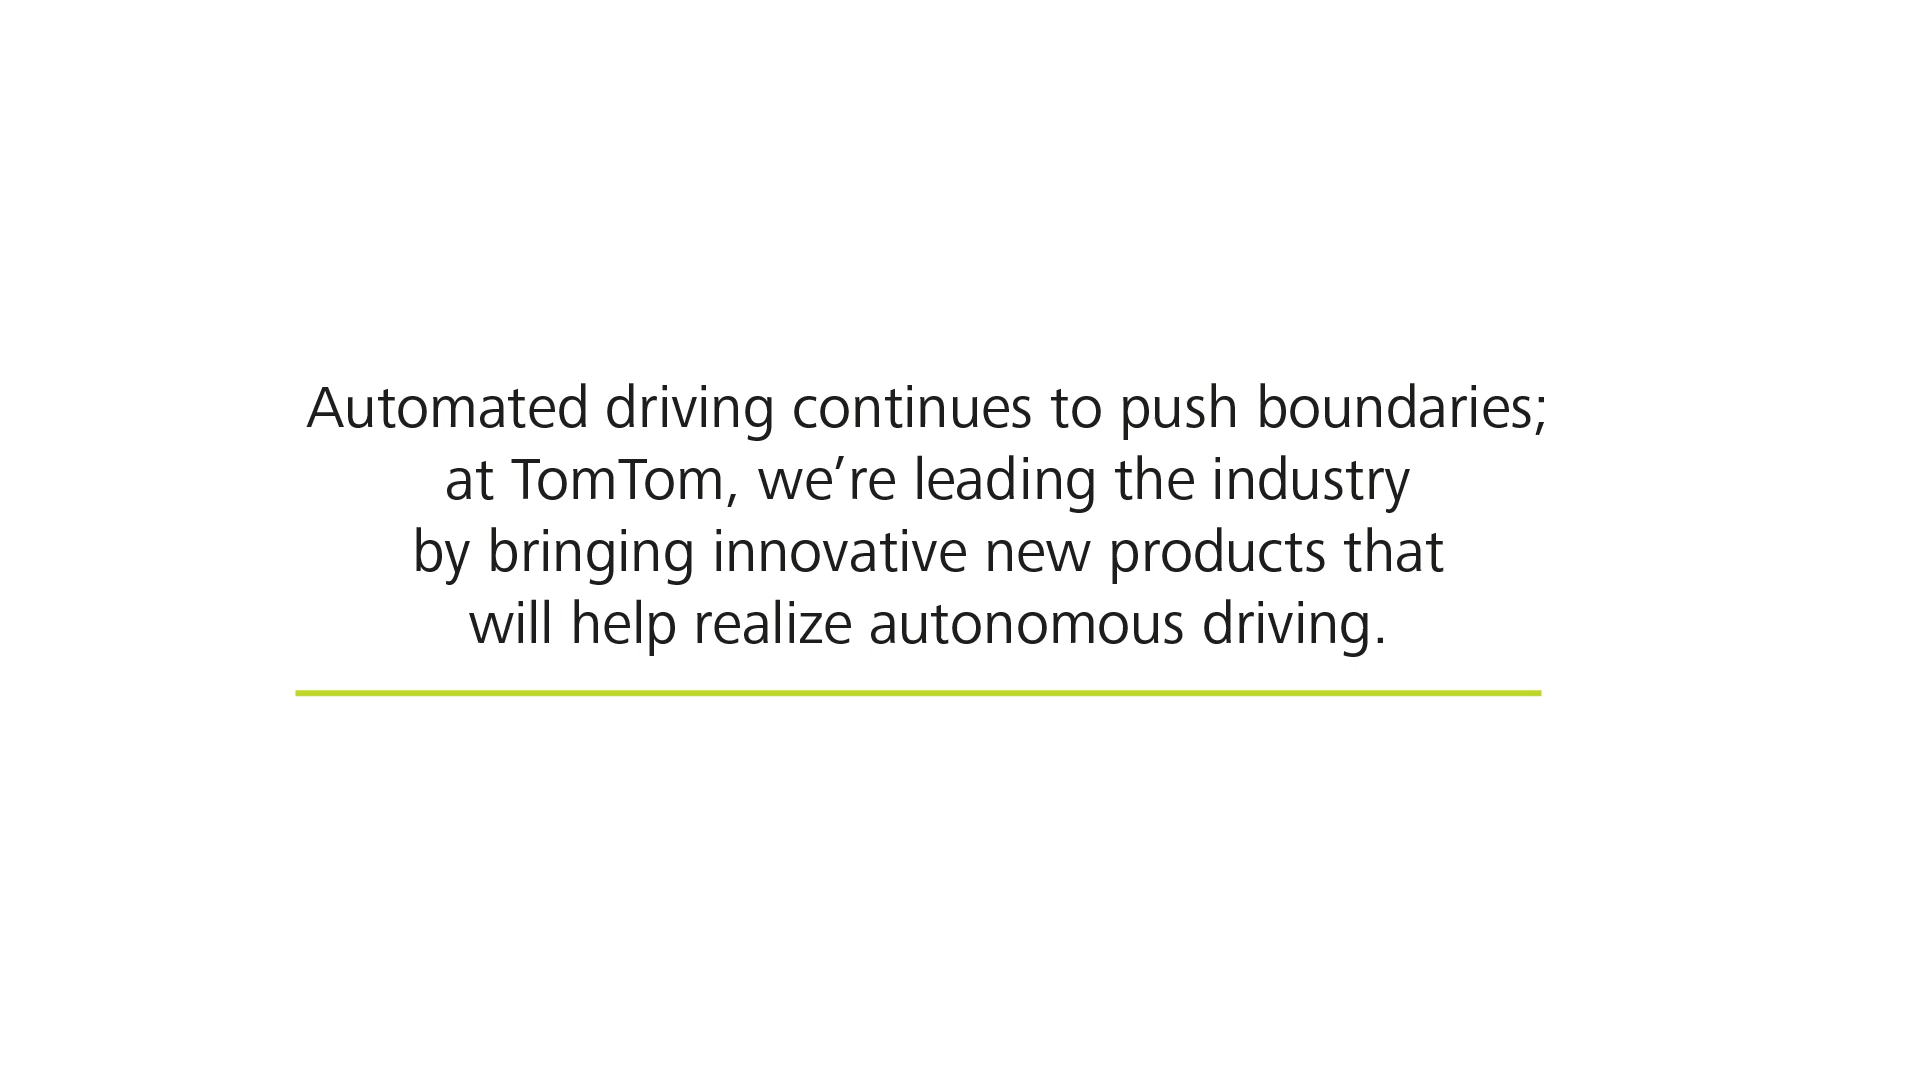 Automated driving continues to push boundaries;
at TomTom, we’re leading the industry
by bringing innovative new products that
will help realize autonomous driving.